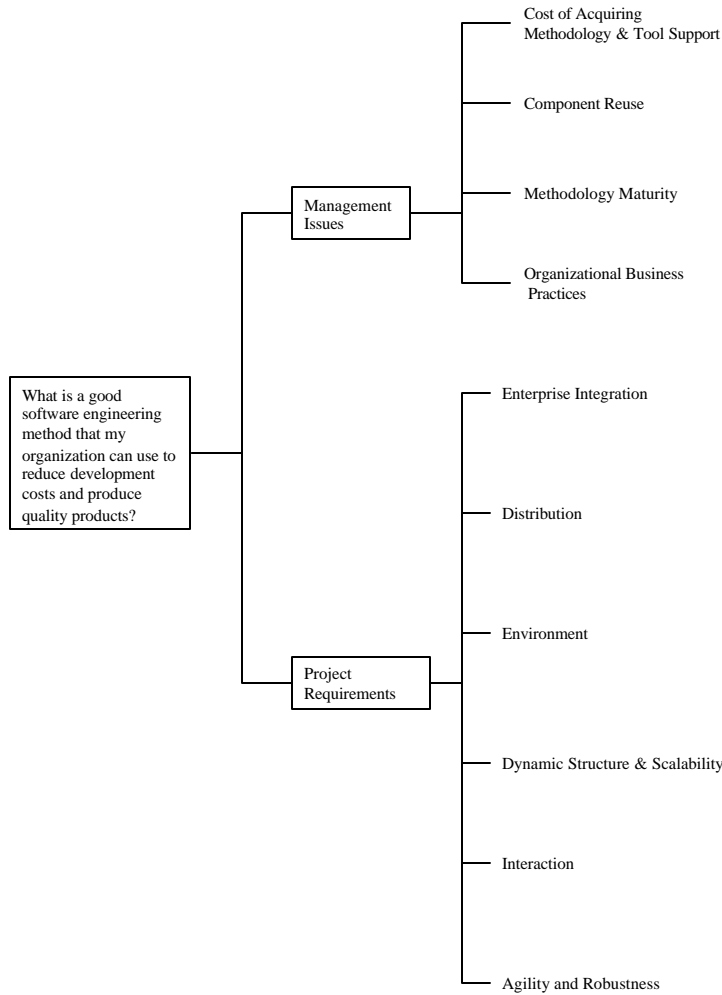 Cost of Acquiring
Methodology & Tool Support
Component Reuse
Management
Issues
Methodology Maturity
Organizational Business
Practices
What is a good
software engineering
method that my
organization can use to
reduce development
costs and produce
quality products?
Enterprise Integration
Distribution
Environment
Project
Requirements
Dynamic Structure & Scalability
Interaction
Agility and Robustness